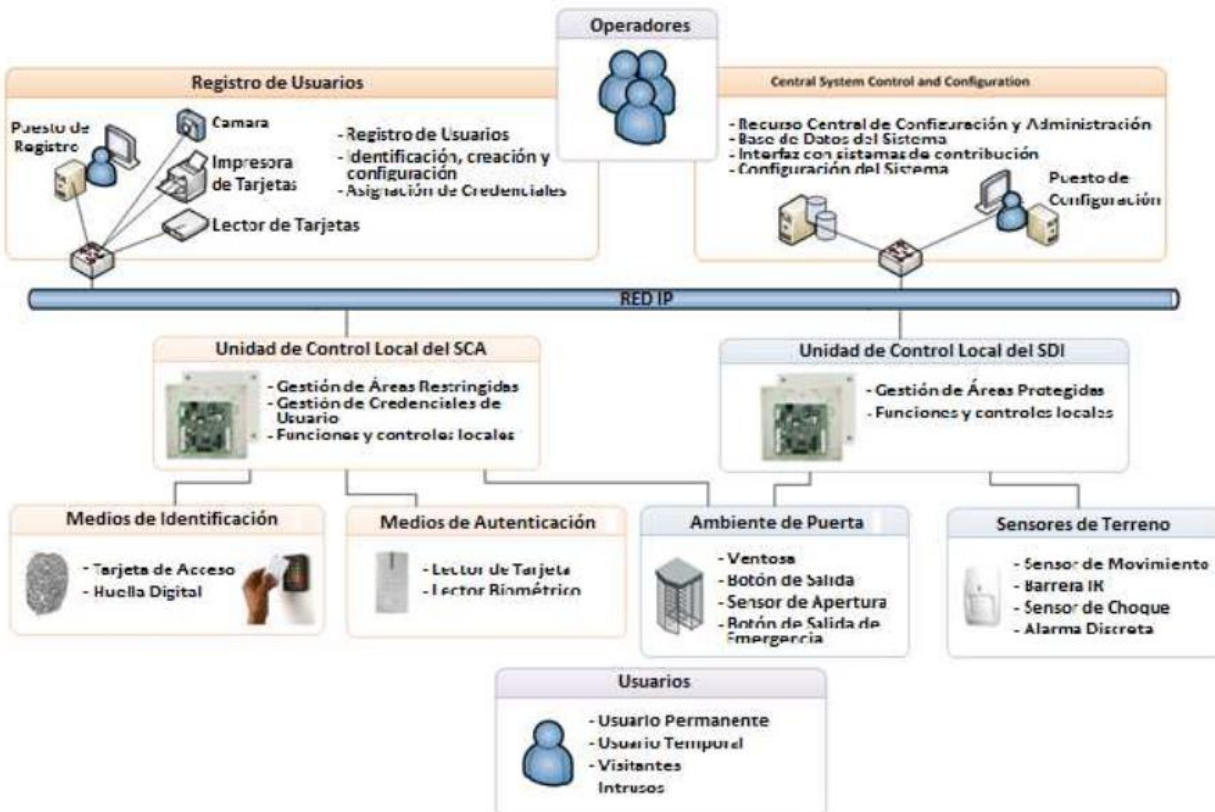 Operadores
Registro de Usuarios
Puesto de
Registro
Camara
Impresora
de Tarjetas
Lector de Tarjetas
- Registro de Usuarios
- Identificación, creación y
configuración
- Asignación de Credenciales
Central System Control and Configuration
- Recurso Central de Configuración y Administración
- Base de Datos del Sistema
- Interfaz con sistemas de contribución
- Configuración del Sistema
Puesto de
Configuración
RED IP
Unidad de Control Local del SCA
- Gestión de Áreas Restringidas
- Gestión de Credenciales de
Usuario
- Funciones y controles locales
Unidad de Control Local del SDI
- Gestión de Áreas Protegidas
- Funciones y controles locales
Medios de Identificación
- Tarjeta de Acceso
- Huella Digital
Medios de Autenticación
- Lector de Tarjeta
- Lector Biométrico
Ambiente de Puerta
- Ventosa
- Botón de Salida
- Sensor de Apertura
- Botón de Salida de
Emergencia
Sensores de Terreno
- Sensor de Movimiento
- Barrera IR
- Sensor de Choque
- Alarma Discreta
Usuarios
- Usuario Permanente
- Usuario Temporal
- Visitantes
Intrusos